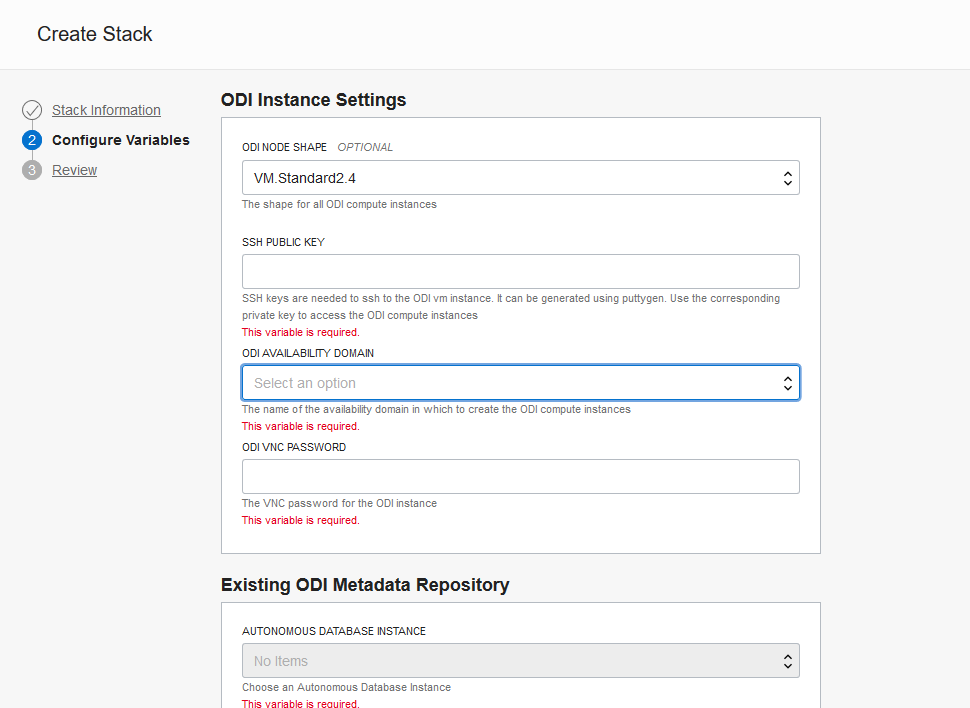 Create Stack
Stack Information
2 Configure Variables
3 Review
ODI Instance Settings
ODI NODE SHAPE OPTIONAL
VM.Standard2.4
The shape for all ODI compute instances
SSH PUBLIC KEY
SSH keys are needed to ssh to the ODI vm instance. It can be generated using puttygen. Use the corresponding
private key to access the ODI compute instances
This variable is required.
ODI AVAILABILITY DOMAIN
Select an option
The name of the availability domain in which to create the ODI compute instances
This variable is required.
ODI VNC PASSWORD
The VNC password for the ODI instance
This variable is required.
Existing ODI Metadata Repository
AUTONOMOUS DATABASE INSTANCE
No Items
Choose an Autonomous Database Instance
This variable is required.